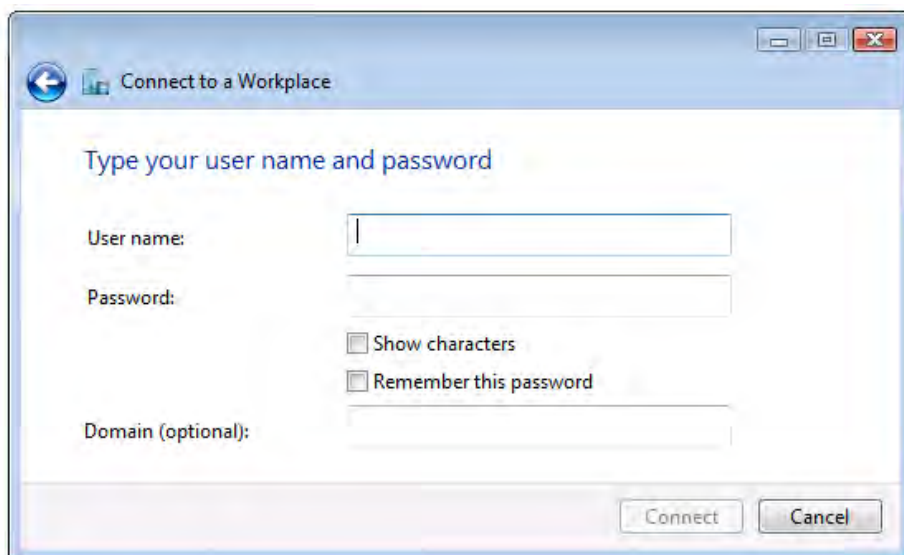 Connect to a Workplace
Type your user name and password
User name:
Password:
Show characters
Remember this password
Domain (optional):
Connect Cancel